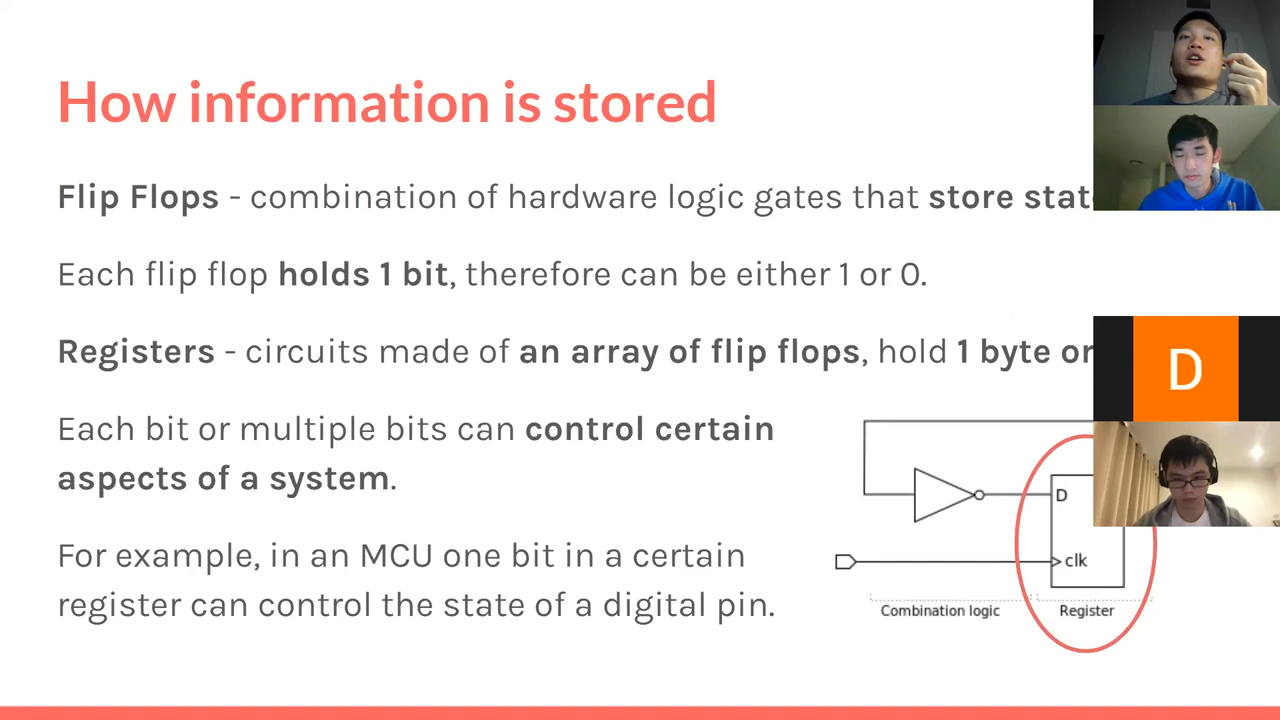 How information is stored
Flip Flops - combination of hardware logic gates that store
Each flip flop holds 1 bit, therefore can be either 1 or 0.
Registers - circuits made of an array of flip flops, hold 1 byte or
Each bit or multiple bits can control certain
aspects of a system.
For example, in an MCU one bit in a certain
register can control the state of a digital pin.
D
D
clk
Combination logic
Register